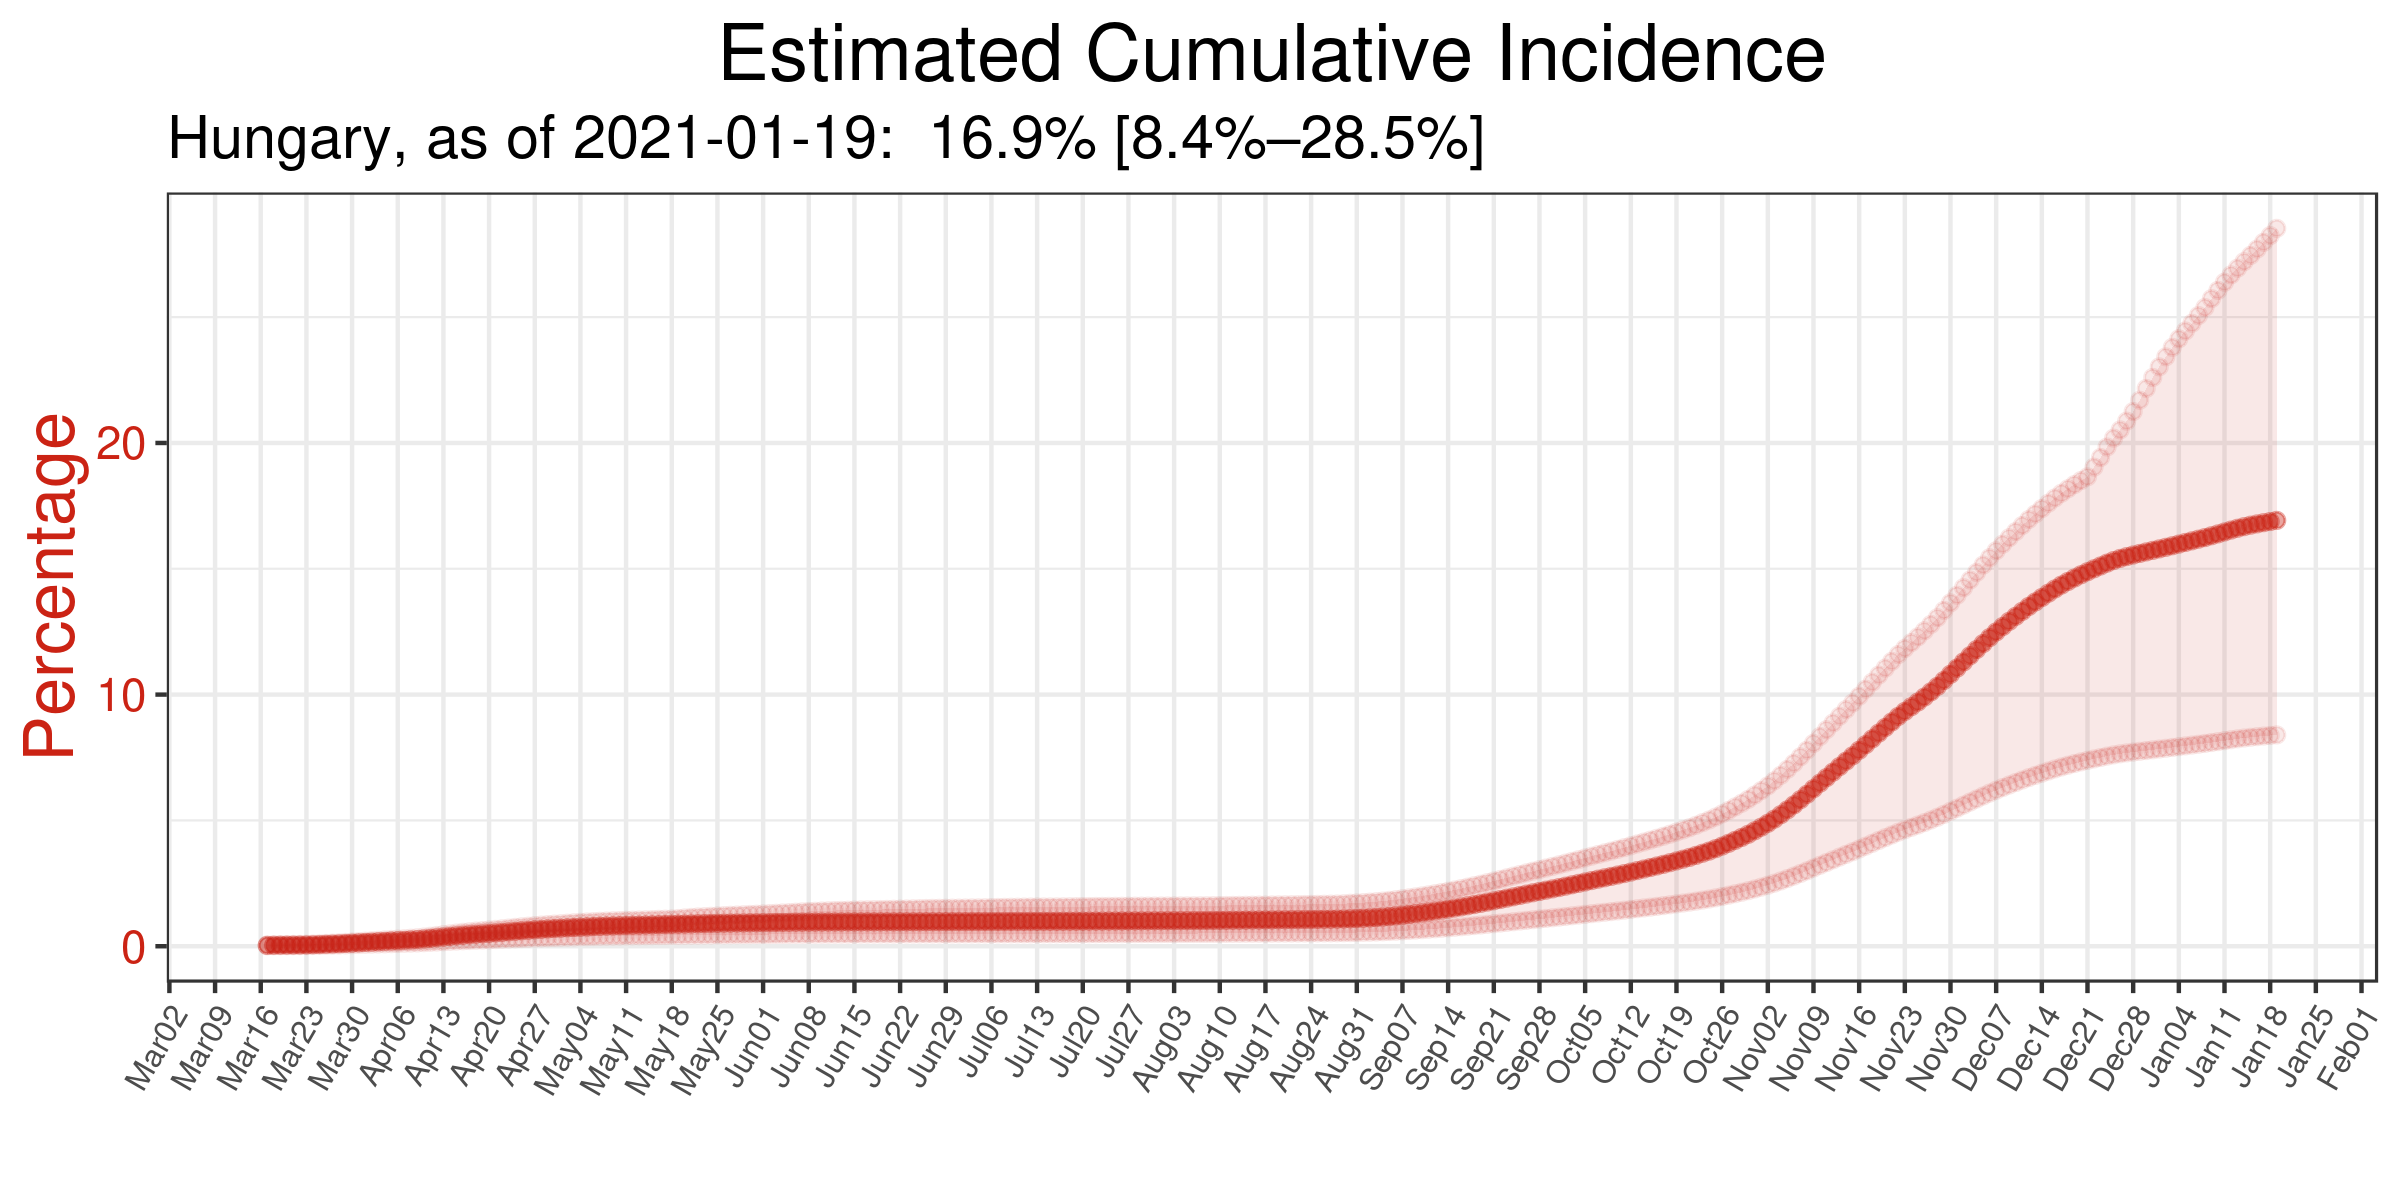 Estimated Cumulative Incidence
Hungary, as of 2021-01-19:  16.9% [8.4%–28.5%]
Percentage
20
10
0
Mar02
Mar09
Mar16
Mar23
Mar30
Apr06
Apr13
Apr20
Apr27
May04
May11
May18
May25
Jun01
Jun08
Jun15
Jun22
Jun29
Jul06
Jul13
Jul20
Jul27
Aug03
Aug10
Aug17
Aug24
Aug31
Sep07
Sep14
Sep21
Sep28
Oct05
Oct12
Oct19
Oct26
Nov02
Nov09
Nov16
Nov23
Nov30
Dec07
Dec14
Dec21
Dec28
Jan04
Jan11
Jan18
Jan25
Feb01